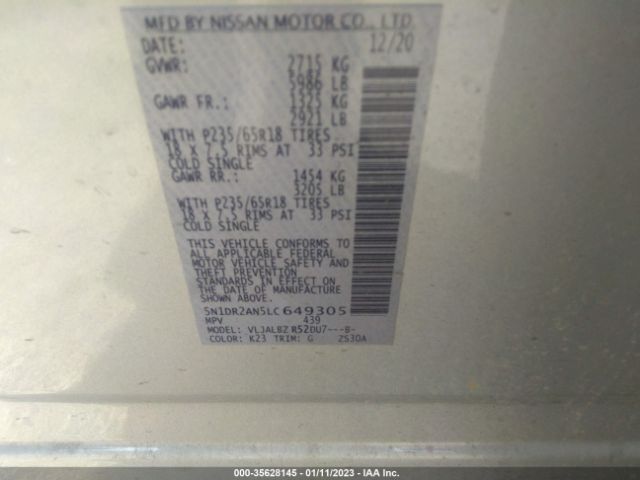 MFD BY NISSAN MOTOR CO., LTD
DATE: 12/20
GVWR: 2715 KG
5986 LB
GAWR FR.: 1325 KG
2921 LB
WITH P235/65R18 TIRES
18 X 7.5 RIMS AT 33 PSI
COLD SINGLE
GAWR RR.: 1454 KG
3205 LB
WITH P235/65R18 TIRES
18 X 7.5 RIMS AT 33 PSI
COLD SINGLE
THIS VEHICLE CONFORMS TO
ALL APPLICABLE FEDERAL
MOTOR VEHICLE SAFETY AND
THEFT PREVENTION
STANDARDS IN EFFECT ON
THE DATE OF MANUFACTURE
SHOWN ABOVE.
5N1DR2AN5LC649305
MPV 439
MODEL: VLJALBZ R52DU7---B-
COLOR: K23 TRIM: G ZS30A
000-35628145 - 01/11/2023 - IAA Inc.